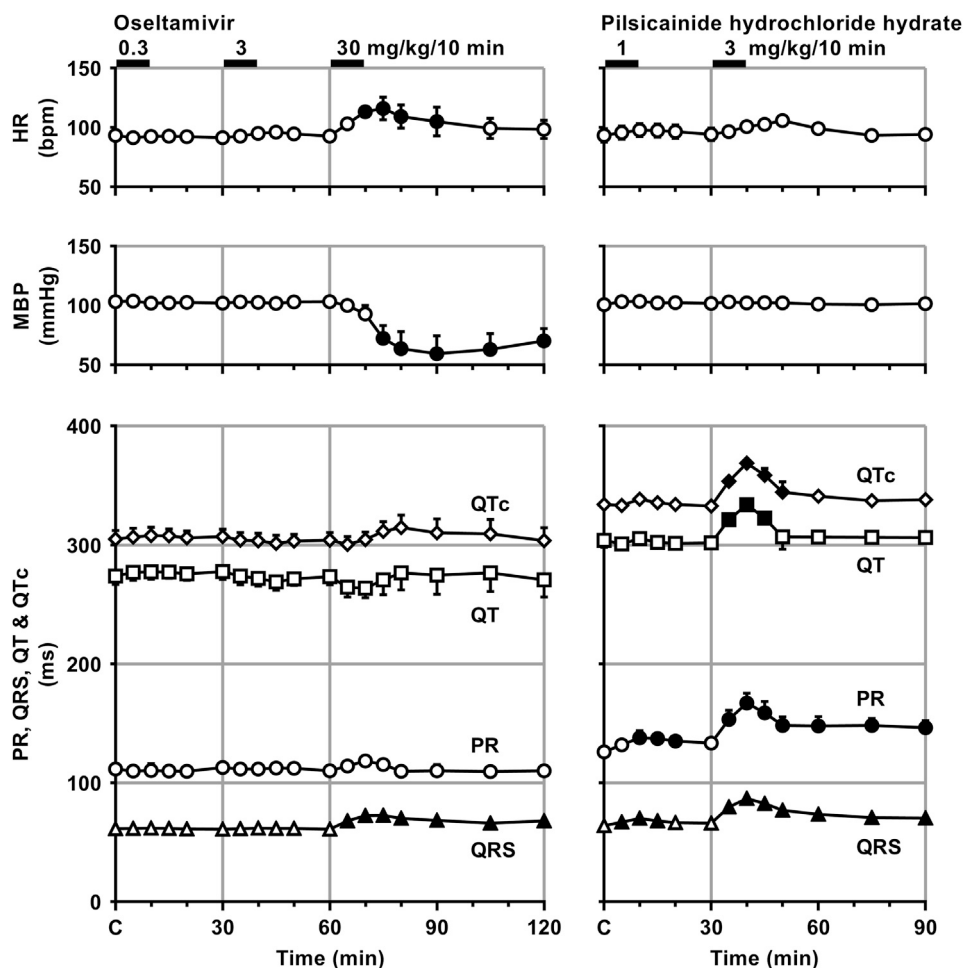 Oseltamivir
Pilsicainide hydrochloride hydrate
0.3 3 30 mg/kg/10 min
1 3 mg/kg/10 min
HR
(bpm)
150
100
50
MBP
(mmHg)
150
100
50
PR, QRS, QT & QTc
(ms)
400
300
200
100
0
QTc
QT
PR
QRS
QTc
QT
PR
QRS
C 30 60 90 120
Time (min)
C 30 60 90
Time (min)